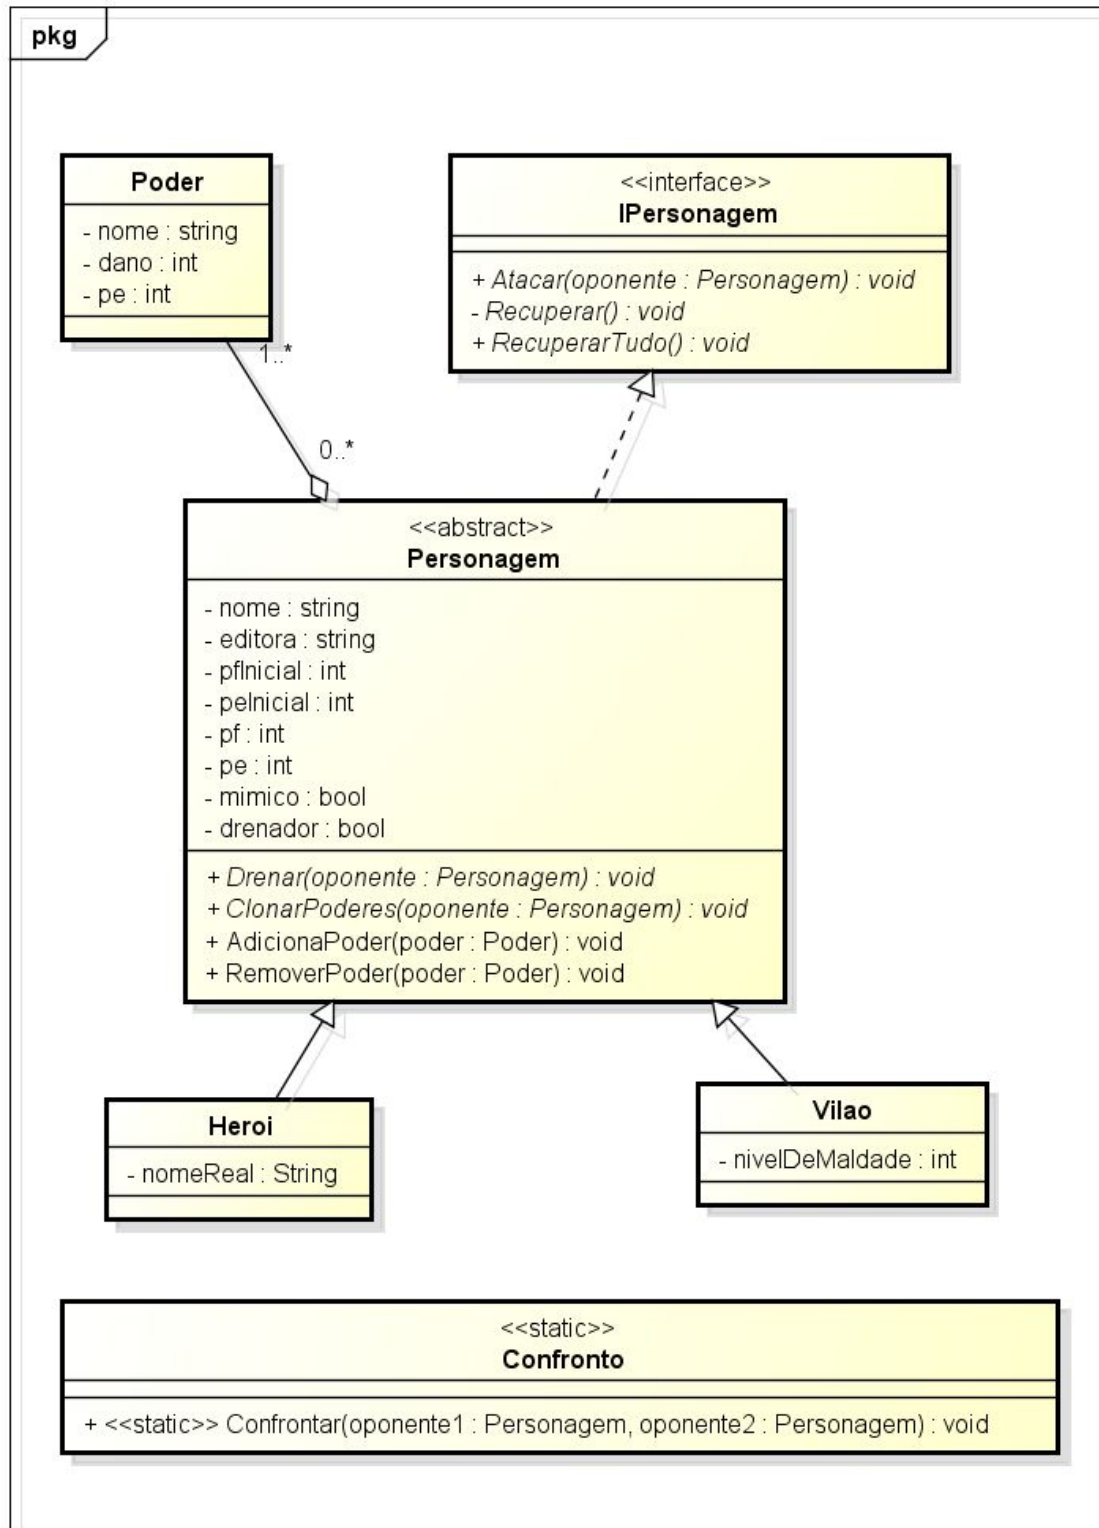 pkg
Poder
- nome : string
- dano : int
- pe : int
<<interface>>
IPersonagem
+ Atacar(oponente : Personagem) : void
- Recuperar() : void
+ RecuperarTudo() : void
1..*
0..*
<<abstract>>
Personagem
- nome : string
- editora : string
- pfInicial : int
- peInicial : int
- pf : int
- pe : int
- mimico : bool
- drenador : bool
+ Drenar(oponente : Personagem) : void
+ ClonarPoderes(oponente : Personagem) : void
+ AdicionaPoder(poder : Poder) : void
+ RemoverPoder(poder : Poder) : void
Heroi
- nomeReal : String
Vilao
- nivelDeMaldade : int
<<static>>
Confronto
+ <<static>> Confrontar(oponente1 : Personagem, oponente2 : Personagem) : void